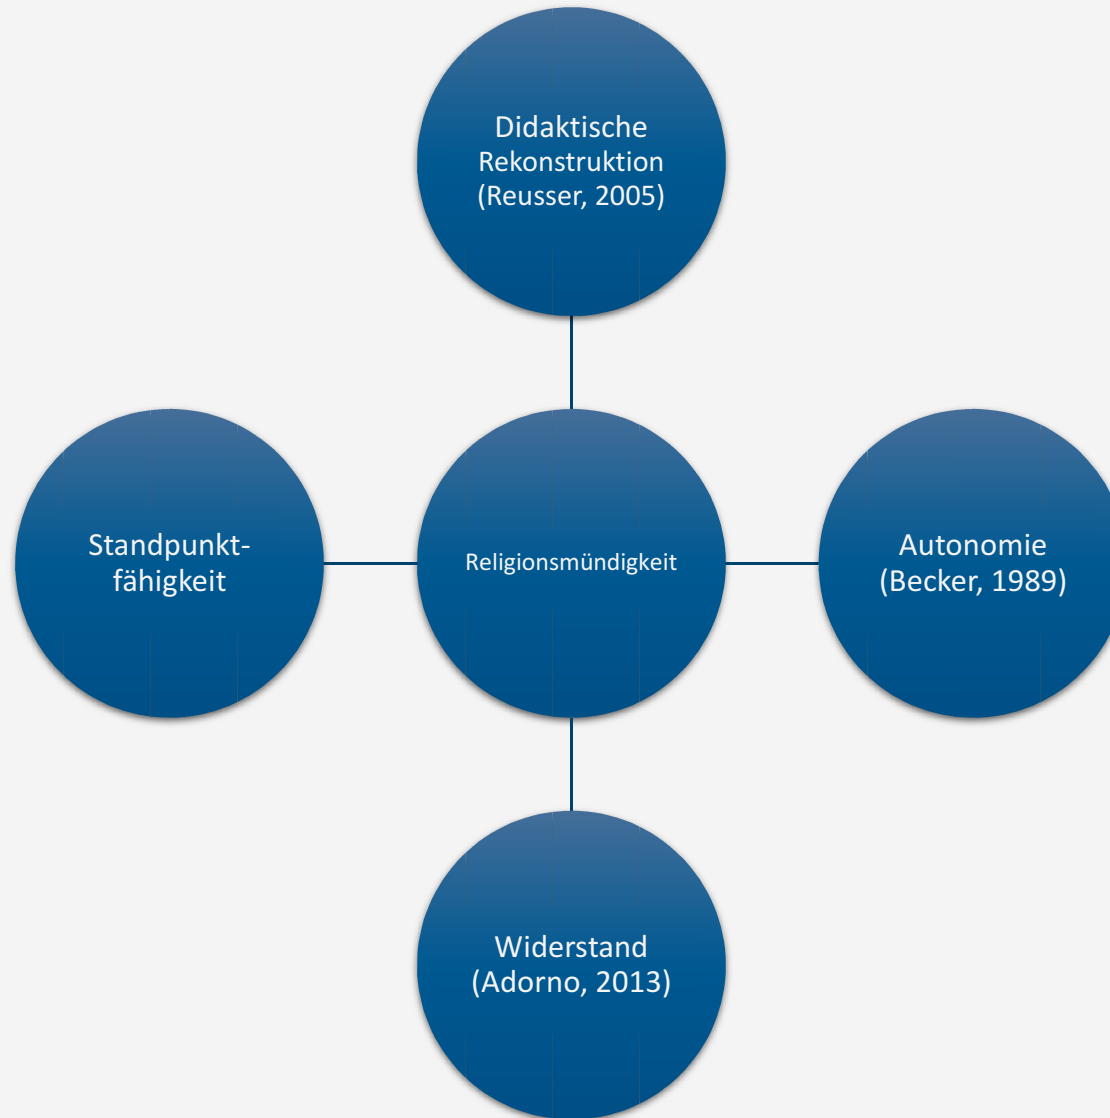 Didaktische
Rekonstruktion
(Reusser, 2005)
Standpunkt-
fähigkeit
Religionsmündigkeit
Autonomie
(Becker, 1989)
Widerstand
(Adorno, 2013)